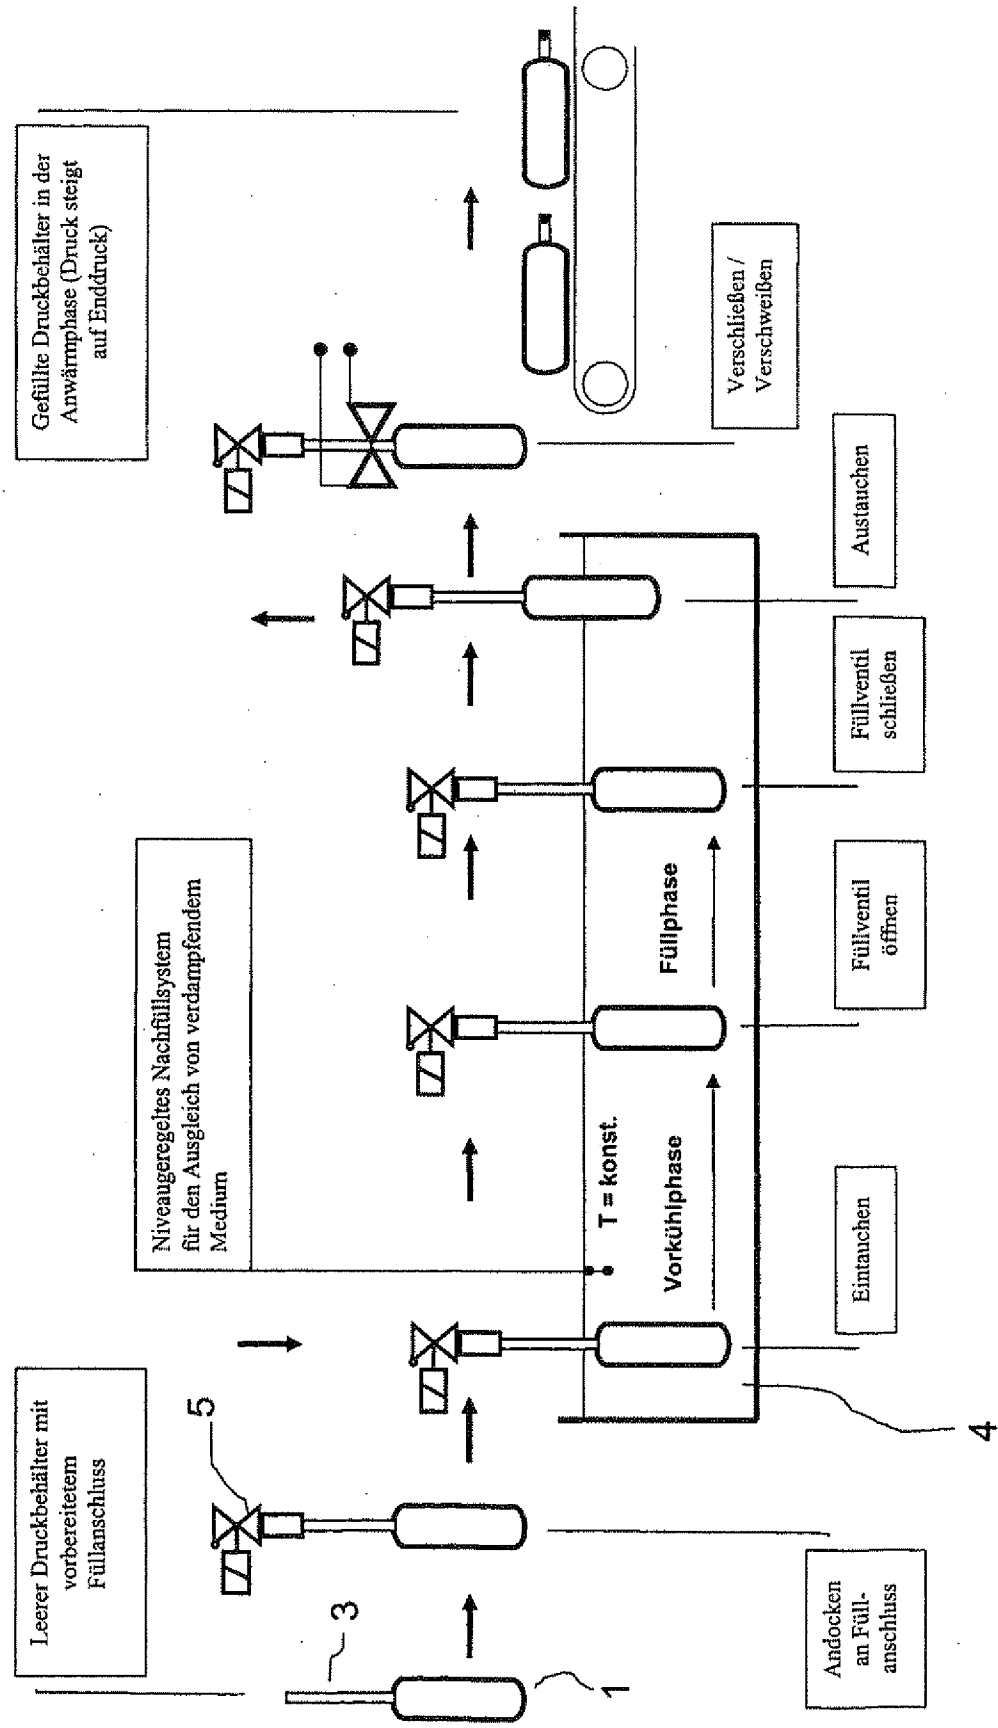 Leerer Druckbehälter mit
vorbereitetem
Füllanschluss
Niveaugeregeltes Nachfüllsystem
für den Ausgleich von verdampfendem
Medium
Gefüllte Druckbehälter in der
Anwärmphase (Druck steigt
auf Enddruck)
5
3
1
T = konst.
Vorkühlphase
Füllphase
4
Andocken
an Füll-
anschluss
Eintauchen
Füllventil
öffnen
Füllventil
schließen
Austauchen
Verschließen /
Verschweißen